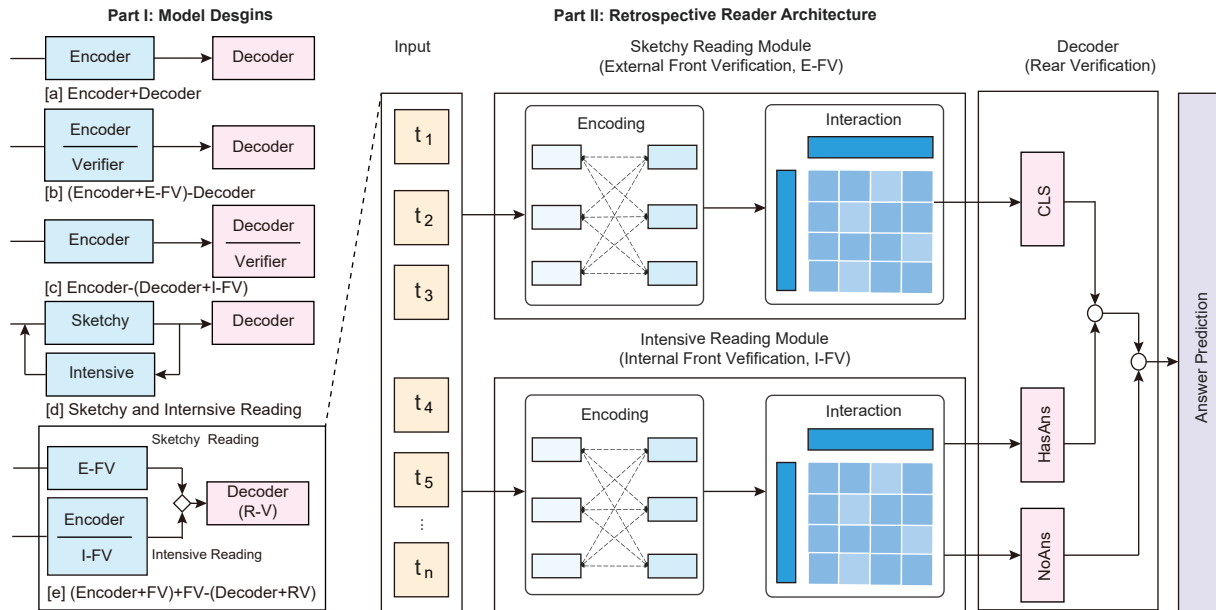 Part I: Model Desgins
Encoder
Decoder
[a] Encoder+Decoder
Encoder
Verifier
Decoder
[b] (Encoder+E-FV)-Decoder
Encoder
Decoder
Verifier
[c] Encoder-(Decoder+I-FV)
Sketchy
Decoder
Intensive
[d] Sketchy and Internsive Reading
Sketchy Reading
E-FV
Decoder
(R-V)
Encoder
I-FV
Intensive Reading
[e] (Encoder+FV)+FV-(Decoder+RV)
Part II: Retrospective Reader Architecture
Input
t1
t2
t3
t4
t5
...
tn
Sketchy Reading Module
(External Front Verification, E-FV)
Encoding
Interaction
Intensive Reading Module
(Internal Front Vefification, I-FV)
Encoding
Interaction
Decoder
(Rear Verification)
CLS
HasAns
NoAns
Answer Prediction